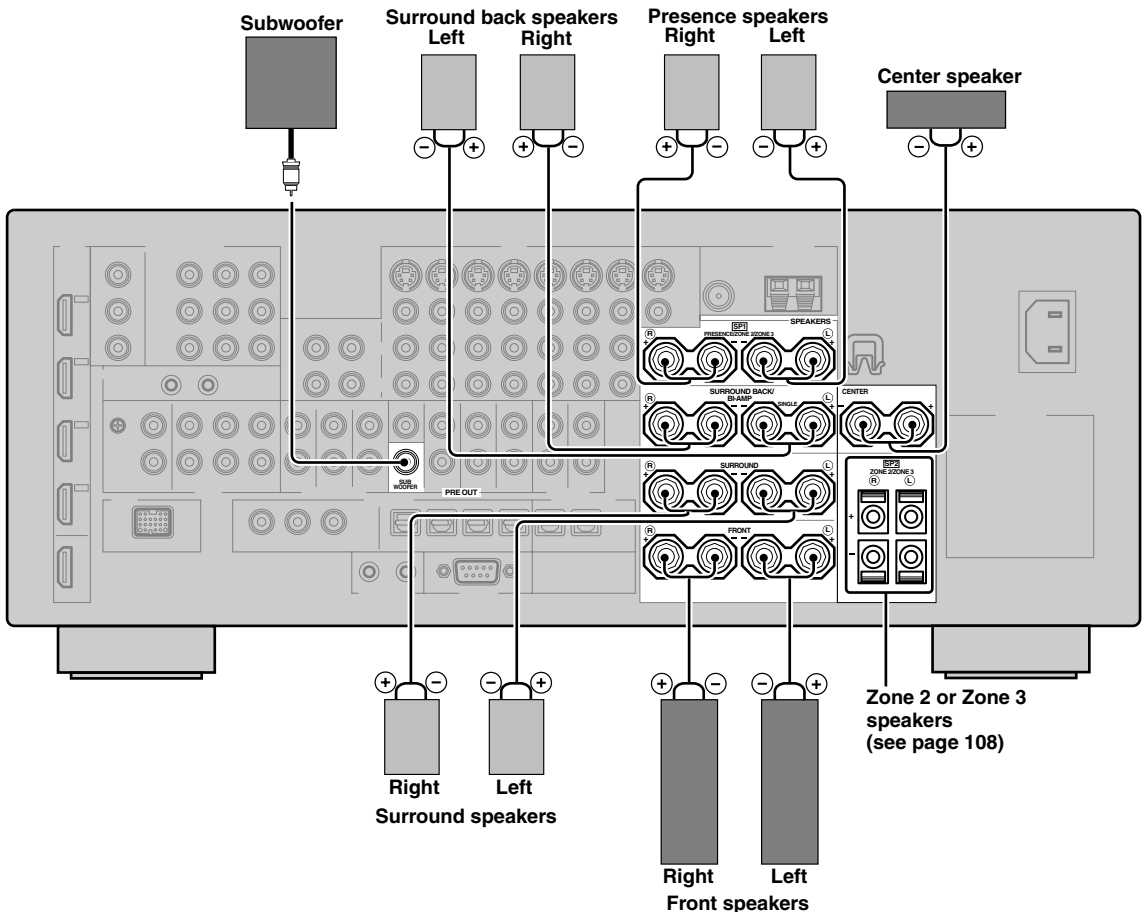 Subwoofer
Surround back speakers
Left Right
Presence speakers
Right Left
Center speaker
− + + − + − − + − +
SPEAKERS
SP1
PRESENCE/ZONE 2/ZONE 3
R L
+ − − +
SURROUND BACK/
BI-AMP
SINGLE
R L
+ − − +
CENTER
− +
SURROUND
R L
+ − − +
SP2
ZONE 2/ZONE 3
R L
+
−
SUB
WOOFER
PRE OUT
FRONT
R L
+ − − +
+ − − + + − − +
Right Left
Surround speakers
Zone 2 or Zone 3
speakers
(see page 108)
Right Left
Front speakers